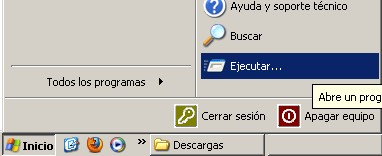 Ayuda y soporte técnico
Buscar
Ejecutar...
Todos los programas
Abre un prog
Cerrar sesión
Apagar equipo
Inicio
»
Descargas